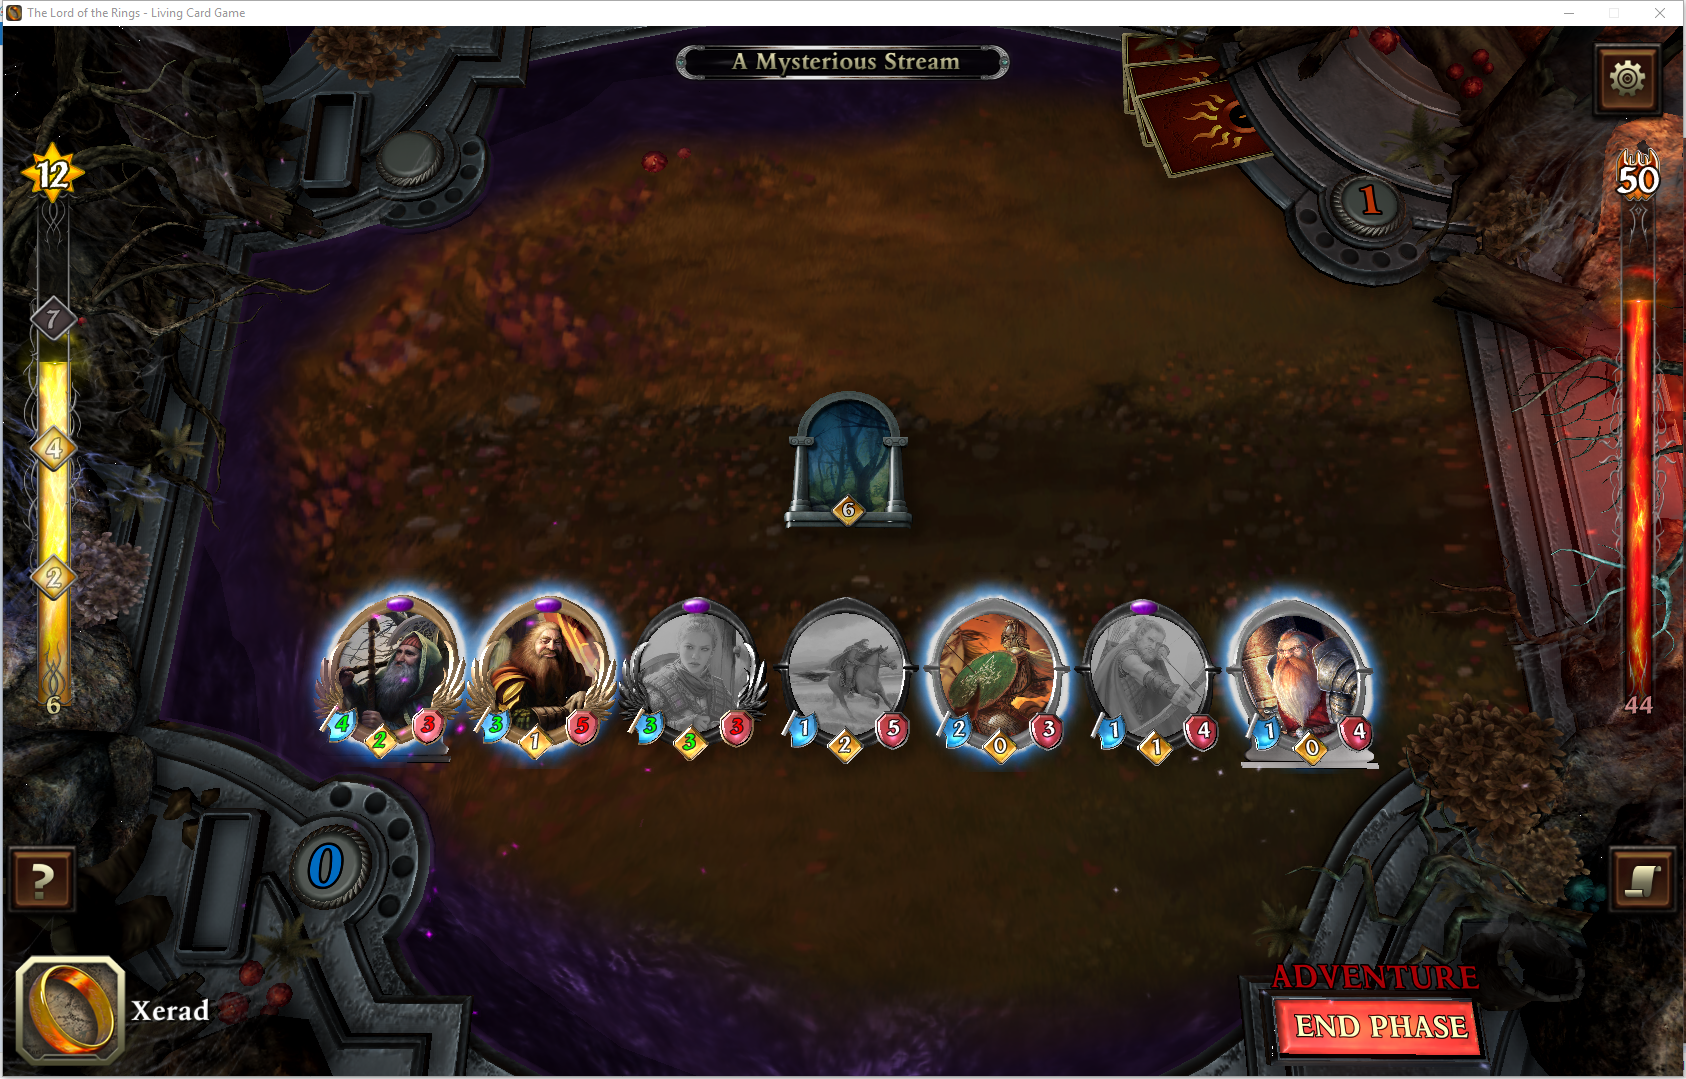 The Lord of the Rings - Living Card Game
A Mysterious Stream
12
50
1
7
4
6
2
4 2 3
3 1 5
3 3 3
1 2 5
2 0 3
1 1 4
1 0 4
6
44
0
?
Xerad
ADVENTURE
END PHASE